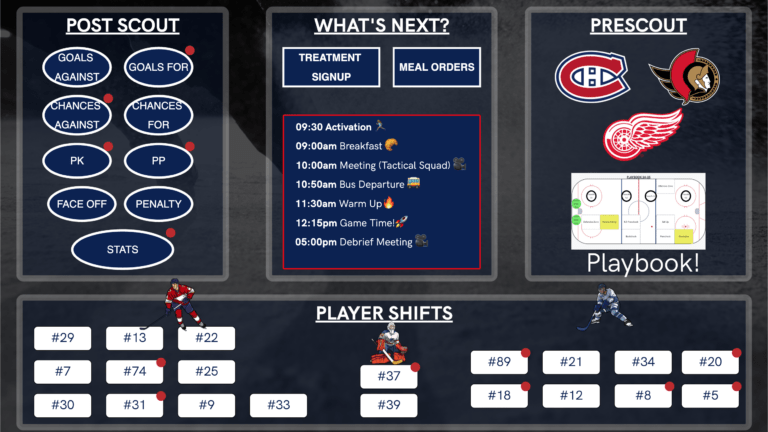 POST SCOUT
GOALS
AGAINST
GOALS FOR
CHANCES
AGAINST
CHANCES
FOR
PK
PP
FACE OFF
PENALTY
STATS
WHAT'S NEXT?
TREATMENT
SIGNUP
MEAL ORDERS
09:30 Activation
09:00am Breakfast
10:00am Meeting (Tactical Squad)
10:50am Bus Departure
11:30am Warm Up
12:15pm Game Time!
05:00pm Debrief Meeting
PRESCOUT
Playbook!
PLAYER SHIFTS
#29
#13
#22
#7
#74
#25
#30
#31
#9
#33
#37
#39
#89
#21
#34
#20
#18
#12
#8
#5